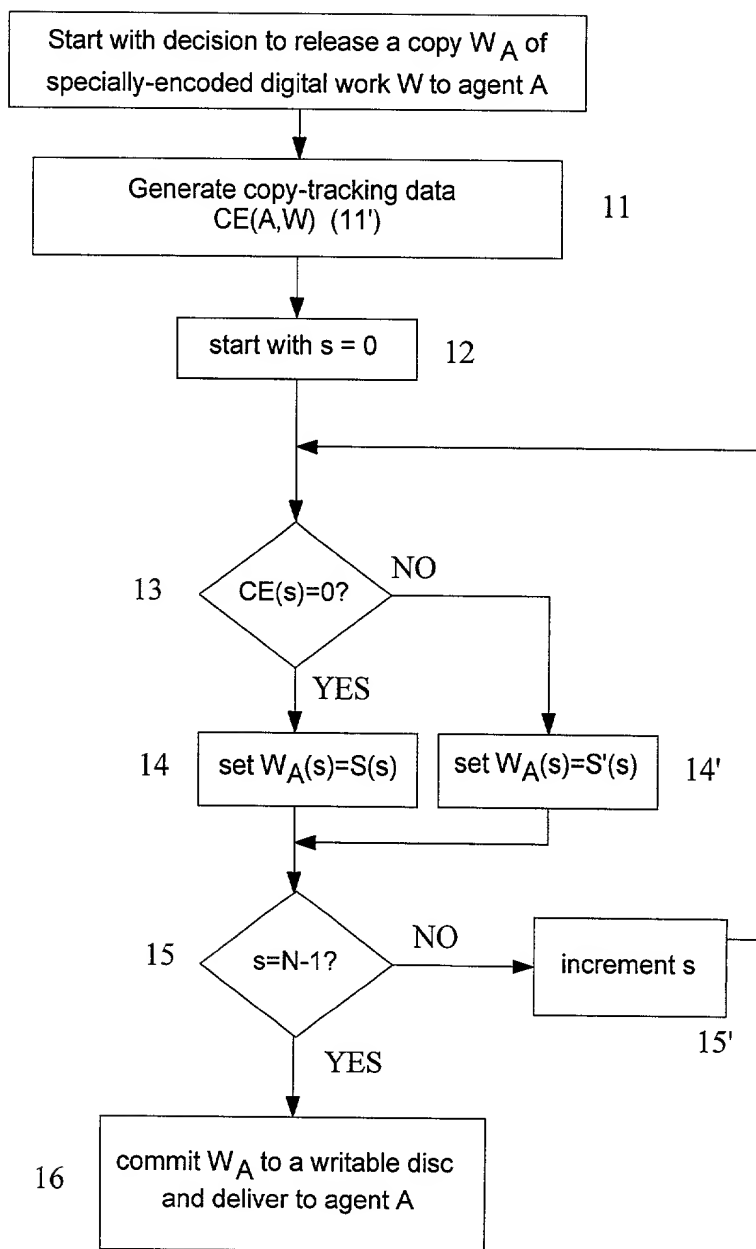 Start with decision to release a copy W A of
specially-encoded digital work W to agent A
Generate copy-tracking data
CE(A,W) (11')
11
start with s = 0
12
13
CE(s)=0?
NO
YES
14
set WA(s)=S(s)
set WA(s)=S'(s)
14'
15
s=N-1?
NO
increment s
15'
YES
16
commit WA to a writable disc
and deliver to agent A